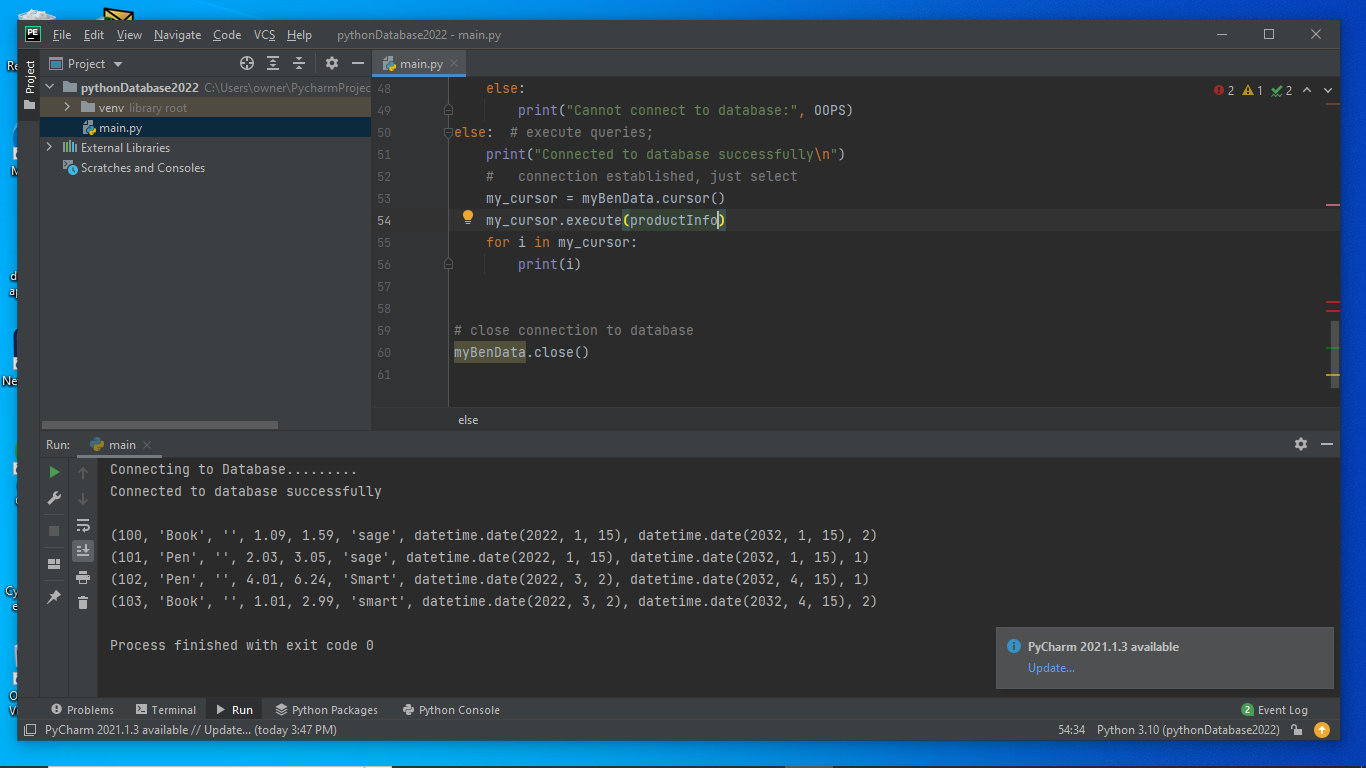 File Edit View Navigate Code VCS Help pythonDatabase2022 - main.py
Project
Project
main.py
pythonDatabase2022 C:\Users\owner\PycharmProjec
venv library root
main.py
External Libraries
Scratches and Consoles
2 1 2
48 else:
49 print("Cannot connect to database:", OOPS)
50 else: # execute queries;
51 print("Connected to database successfully\n")
52 # connection established, just select
53 my_cursor = myBenData.cursor()
54 my_cursor.execute(productInfo)
55 for i in my_cursor:
56 print(i)
57
58
59 # close connection to database
60 myBenData.close()
61
else
Run: main
Connecting to Database.........
Connected to database successfully
(100, 'Book', '', 1.09, 1.59, 'sage', datetime.date(2022, 1, 15), datetime.date(2032, 1, 15), 2)
(101, 'Pen', '', 2.03, 3.05, 'sage', datetime.date(2022, 1, 15), datetime.date(2032, 1, 15), 1)
(102, 'Pen', '', 4.01, 6.24, 'Smart', datetime.date(2022, 3, 2), datetime.date(2032, 4, 15), 1)
(103, 'Book', '', 1.01, 2.99, 'smart', datetime.date(2022, 3, 2), datetime.date(2032, 4, 15), 2)
Process finished with exit code 0
PyCharm 2021.1.3 available
Update...
Problems Terminal Run Python Packages Python Console 2 Event Log
PyCharm 2021.1.3 available // Update... (today 3:47 PM) 54:34 Python 3.10 (pythonDatabase2022)